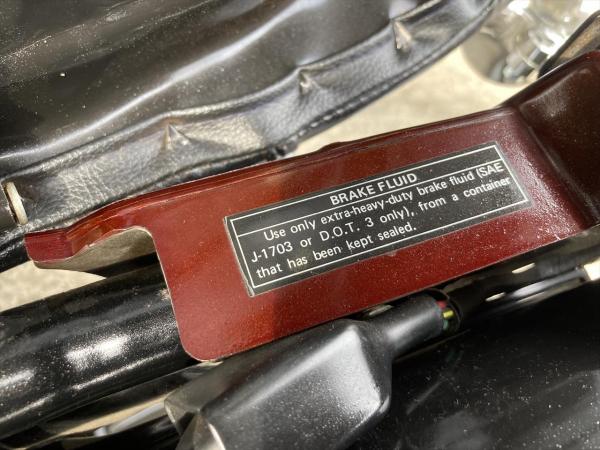 BRAKE FLUID
Use only extra-heavy-duty brake fluid (SAE
J-1703 or D.O.T. 3 only), from a container
that has been kept sealed.